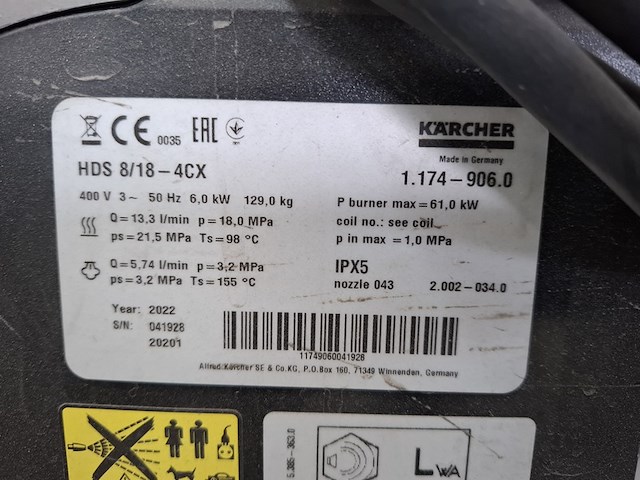 CE 0035 EAC
KÄRCHER
Made in Germany
HDS 8/18-4CX
1.174-906.0
400 V 3~ 50 Hz 6,0 kW 129,0 kg
P burner max=61,0 kW
Q=13,3 l/min p=18,0 MPa
coil no.: see coil
ps=21,5 MPa Ts=98 °C
p in max =1,0 MPa
Q=5,74 l/min p=3,2 MPa
IPX5
ps=3,2 MPa Ts=155 °C
nozzle 043 2.002-034.0
Year: 2022
S/N: 041928
20201
11749060041928
Alfred Kärcher SE & Co.KG, P.O.Box 160, 71349 Winnenden, Germany
5.385-363.0
LWA